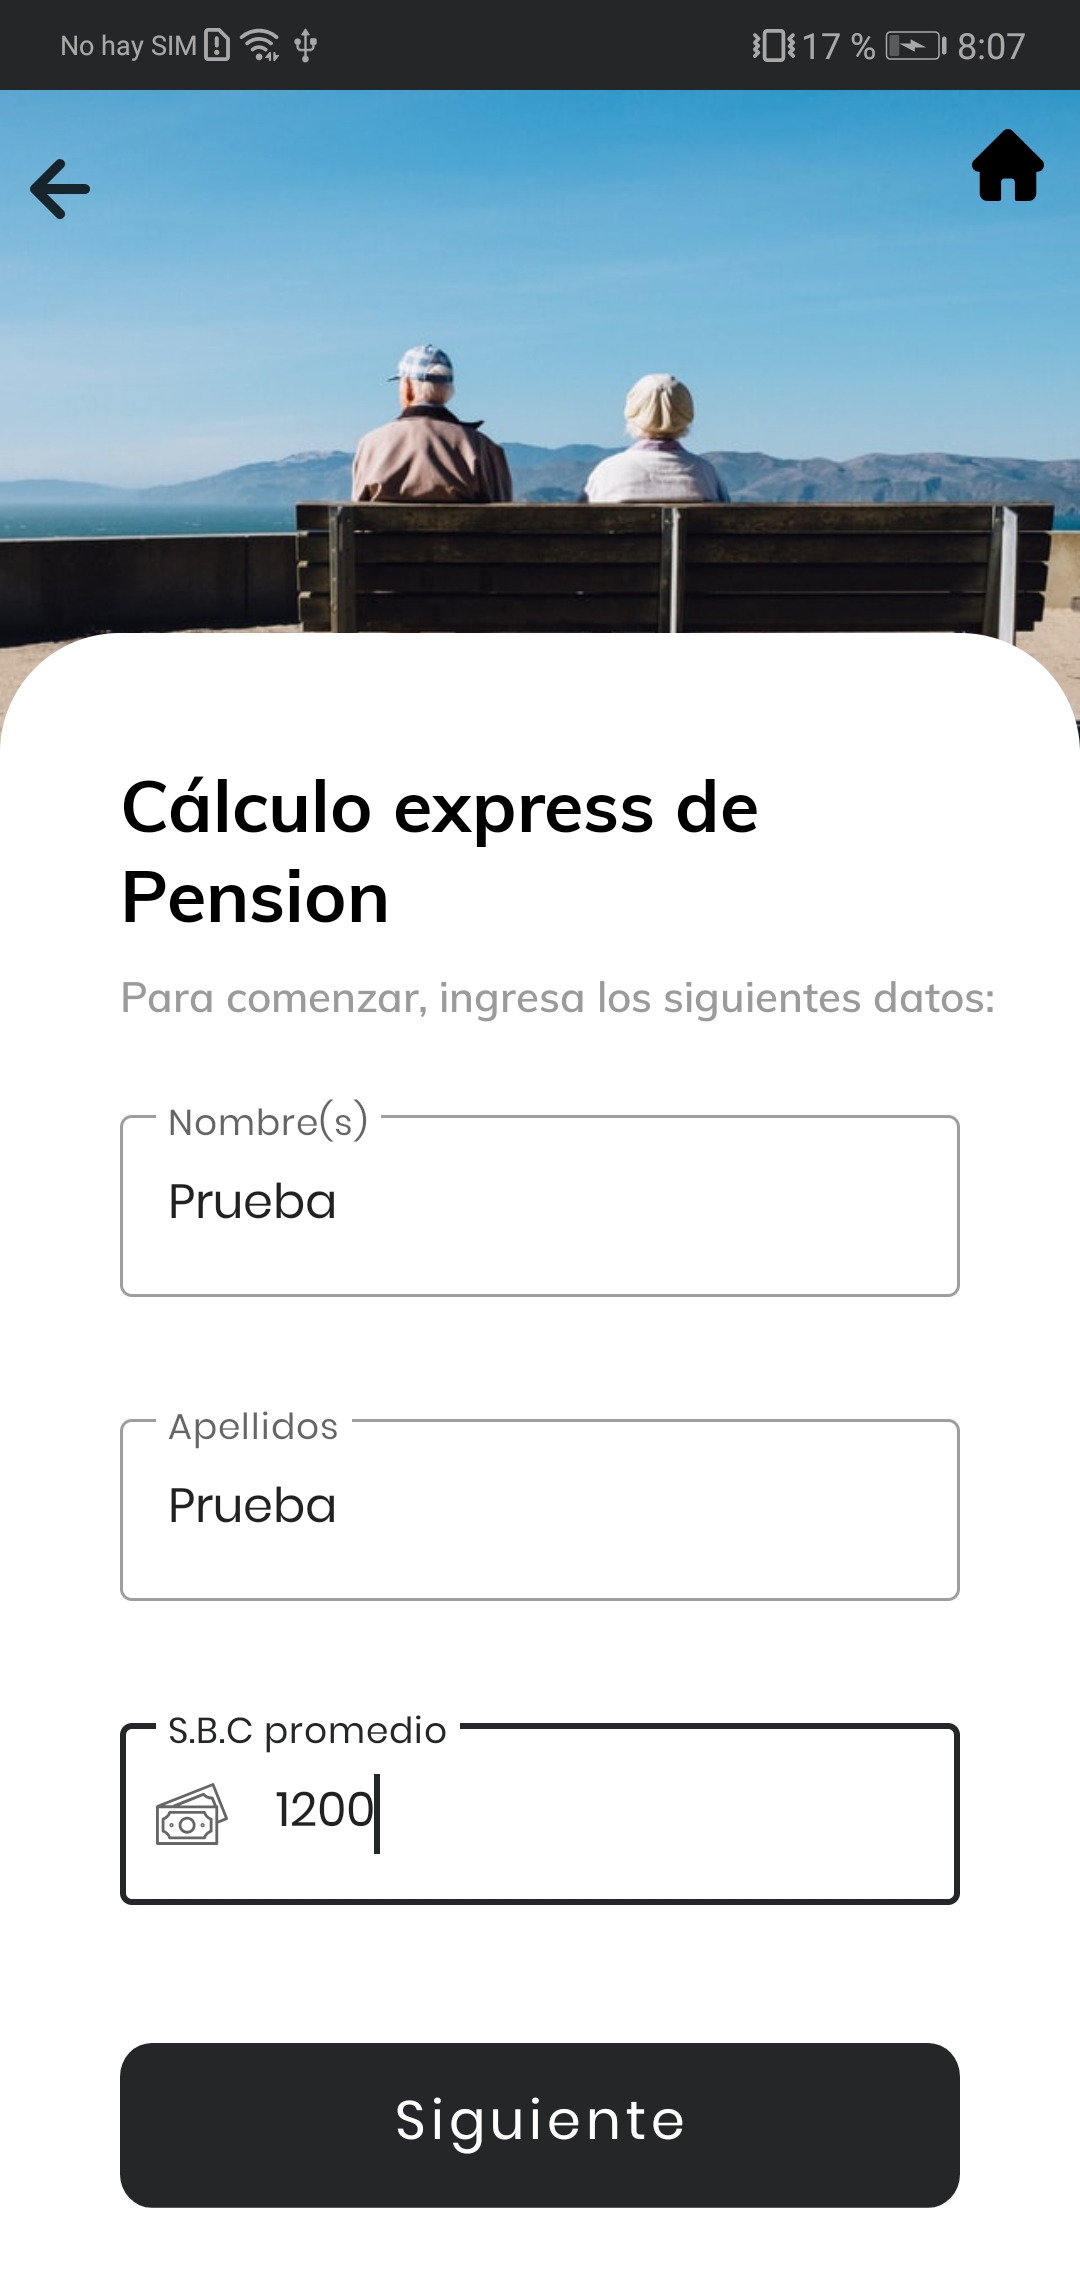 No hay SIM 17 % 8:07
Cálculo express de
Pension
Para comenzar, ingresa los siguientes datos:
Nombre(s)
Prueba
Apellidos
Prueba
S.B.C promedio
1200
Siguiente